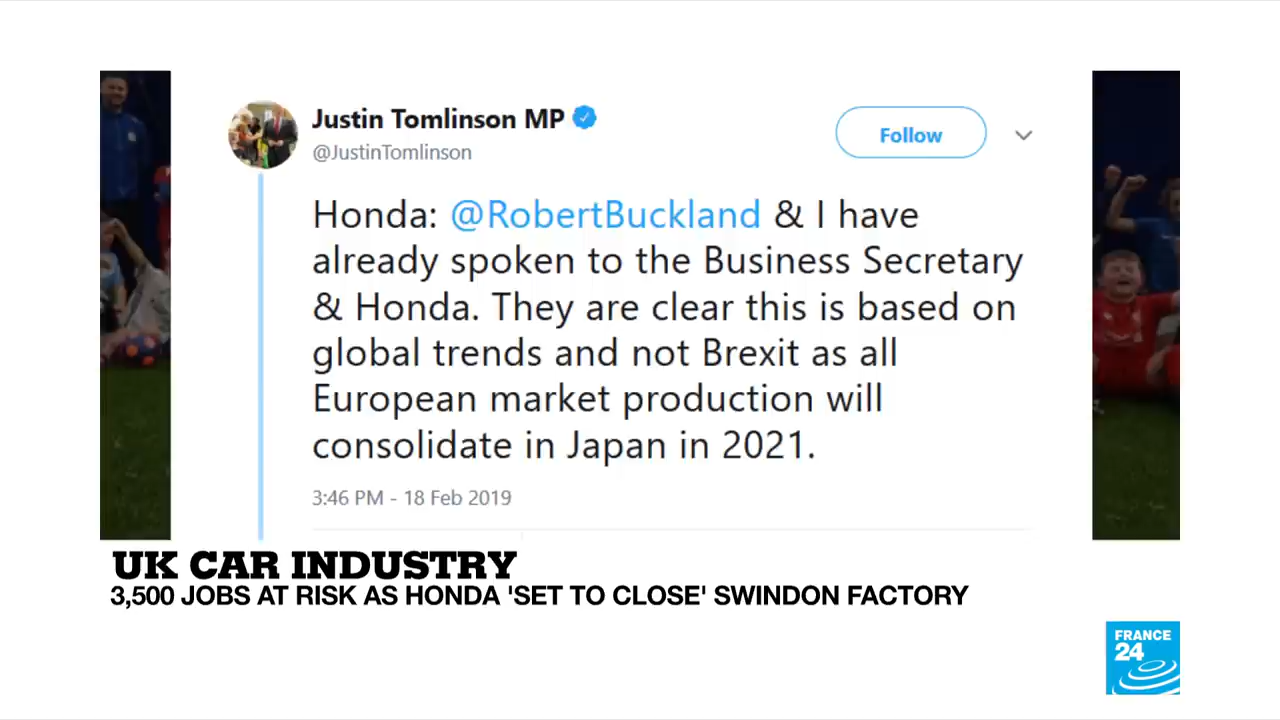 Justin Tomlinson MP
@JustinTomlinson
Follow
Honda: @RobertBuckland & I have
already spoken to the Business Secretary
& Honda. They are clear this is based on
global trends and not Brexit as all
European market production will
consolidate in Japan in 2021.
3:46 PM - 18 Feb 2019
UK CAR INDUSTRY
3,500 JOBS AT RISK AS HONDA 'SET TO CLOSE' SWINDON FACTORY
FRANCE
24